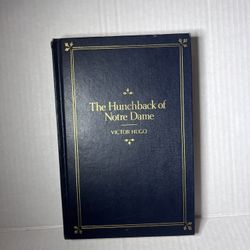 The Hunchback of
Notre Dame
VICTOR HUGO